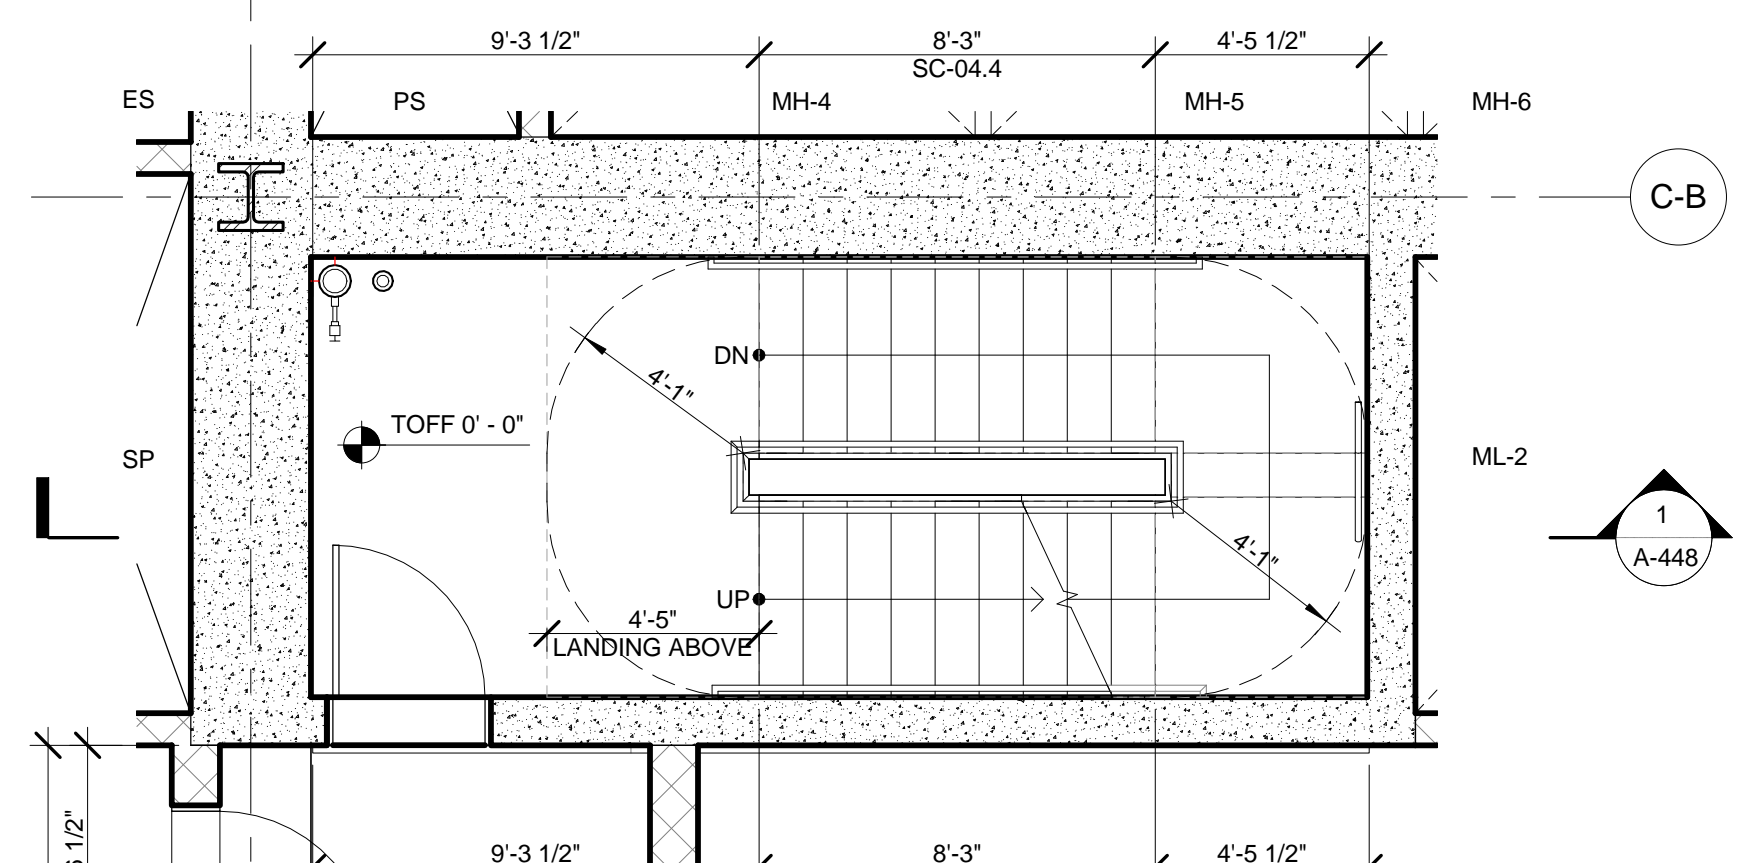 9'-3 1/2"
8'-3"
4'-5 1/2"
SC-04.4
ES
PS
MH-4
MH-5
MH-6
C-B
DN
4'-1"
TOFF 0' - 0"
SP
ML-2
1
A-448
4'-1"
UP
4'-5"
LANDING ABOVE
1/2"
9'-3 1/2"
8'-3"
4'-5 1/2"